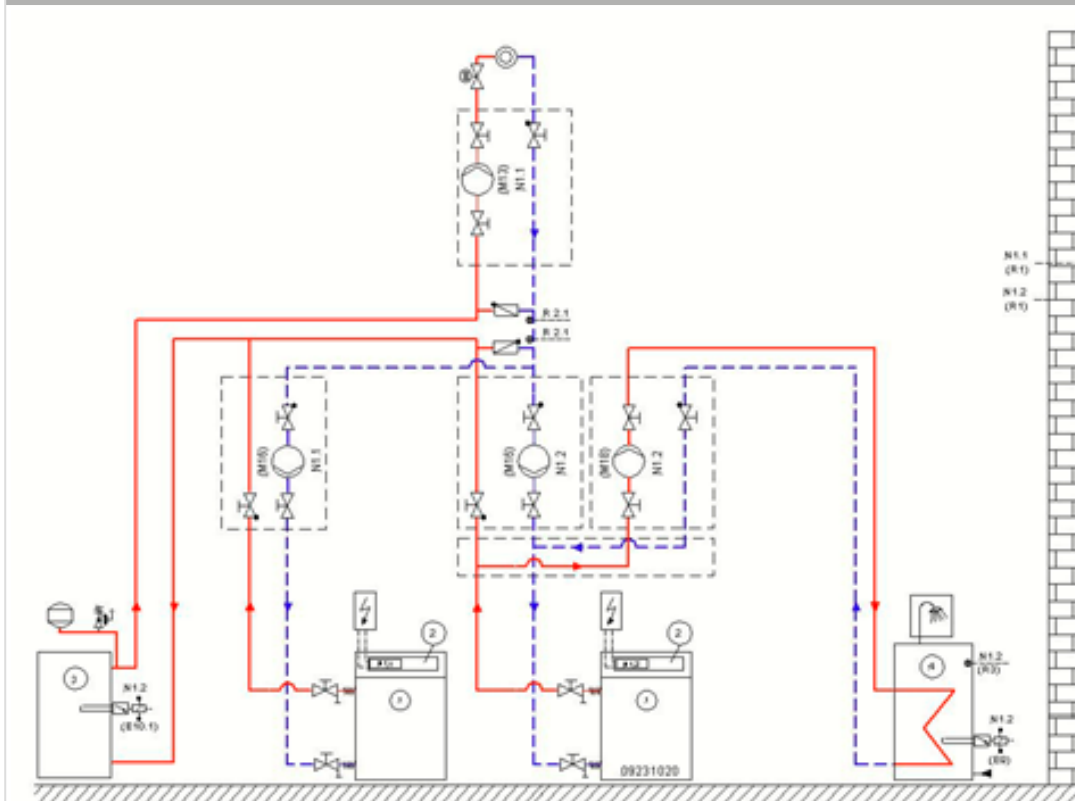 (M13)
N1.1
N1.1
(R1)
N1.2
(R1)
R 2.1
R 2.1
(M16)
N1.1
(M16)
N1.2
(M18)
N1.2
2
2
3
N1.2
(E10.1)
1
1
4
N1.2
(R3)
N1.2
(E9)
09231020